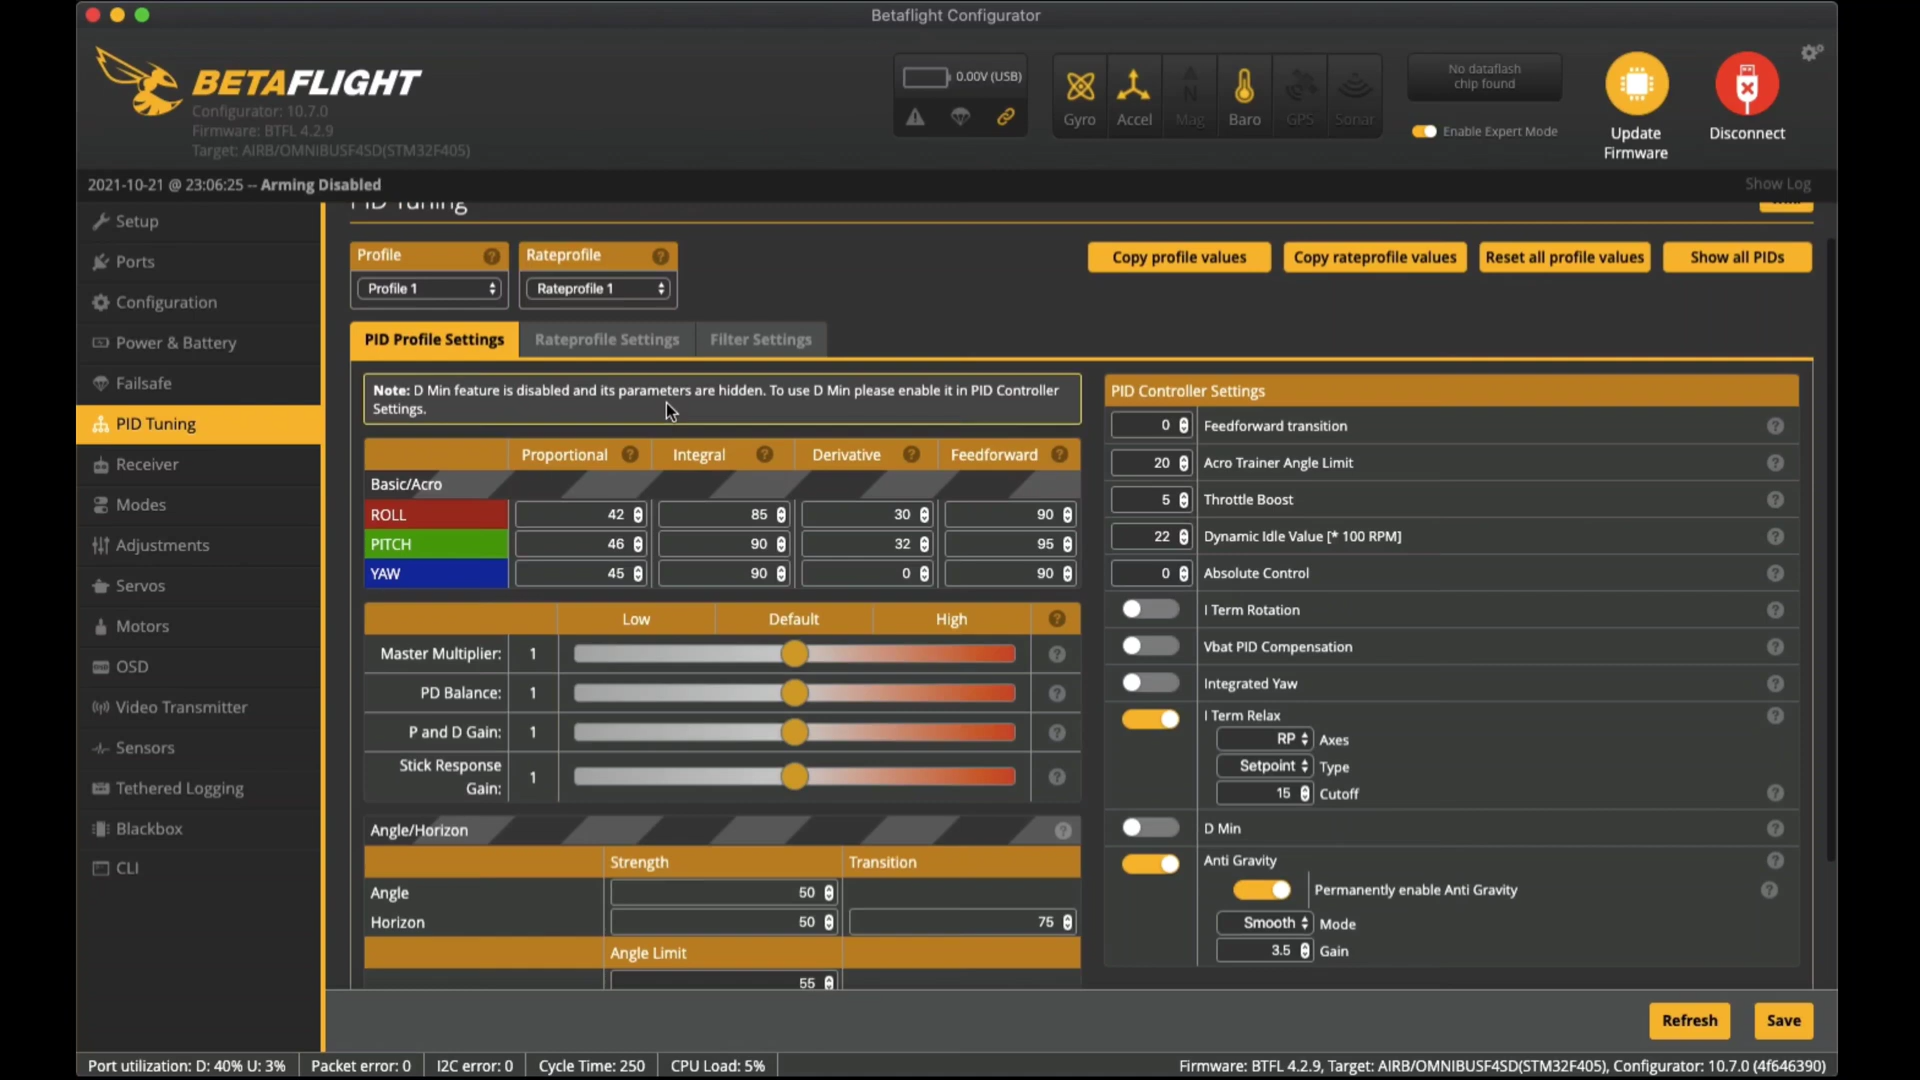 Betaflight Configurator
BETAFLIGHT
Configurator: 10.7.0
Firmware: BTFL 4.2.9
Target: AIRB/OMNIBUSF4SD(STM32F405)
0.00V (USB)
Gyro
Accel
Mag
Baro
GPS
Sonar
No dataflash
chip found
Enable Expert Mode
Update
Firmware
Disconnect
2021-10-21 @ 23:06:25 -- Arming Disabled
Show Log
Setup
Ports
Configuration
Power & Battery
Failsafe
PID Tuning
Receiver
Modes
Adjustments
Servos
Motors
OSD
Video Transmitter
Sensors
Tethered Logging
Blackbox
CLI
PID Tuning
Profile
Profile 1
Rateprofile
Rateprofile 1
Copy profile values
Copy rateprofile values
Reset all profile values
Show all PIDs
PID Profile Settings
Rateprofile Settings
Filter Settings
Note: D Min feature is disabled and its parameters are hidden. To use D Min please enable it in PID Controller
Settings.
Proportional Integral Derivative Feedforward
Basic/Acro
ROLL 42 85 30 90
PITCH 46 90 32 95
YAW 45 90 0 90
Low Default High
Master Multiplier: 1
PD Balance: 1
P and D Gain: 1
Stick Response
Gain: 1
Angle/Horizon
Strength Transition
Angle 50
Horizon 50 75
Angle Limit
55
PID Controller Settings
0 Feedforward transition
20 Acro Trainer Angle Limit
5 Throttle Boost
22 Dynamic Idle Value [* 100 RPM]
0 Absolute Control
I Term Rotation
Vbat PID Compensation
Integrated Yaw
I Term Relax
RP Axes
Setpoint Type
15 Cutoff
D Min
Anti Gravity
Permanently enable Anti Gravity
Smooth Mode
3.5 Gain
Refresh
Save
Port utilization: D: 40% U: 3%
Packet error: 0
I2C error: 0
Cycle Time: 250
CPU Load: 5%
Firmware: BTFL 4.2.9, Target: AIRB/OMNIBUSF4SD(STM32F405), Configurator: 10.7.0 (4f646390)